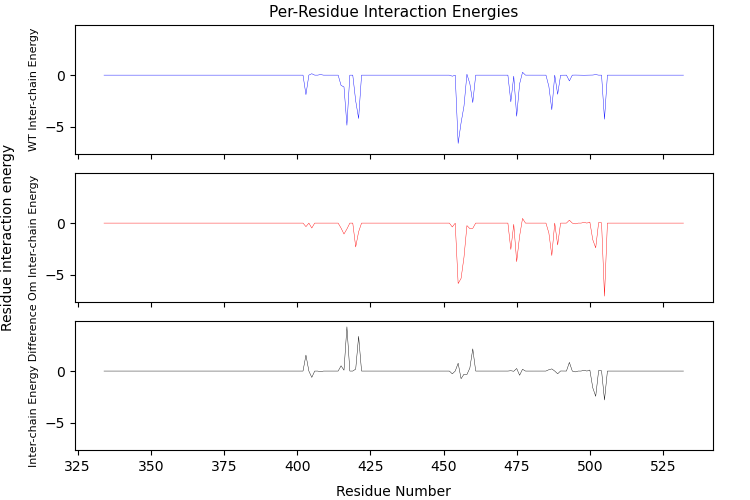 Per-Residue Interaction Energies
Residue interaction energy
WT Inter-chain Energy
0
−5
Om Inter-chain Energy
0
−5
Inter-chain Energy Difference
0
−5
325 350 375 400 425 450 475 500 525
Residue Number